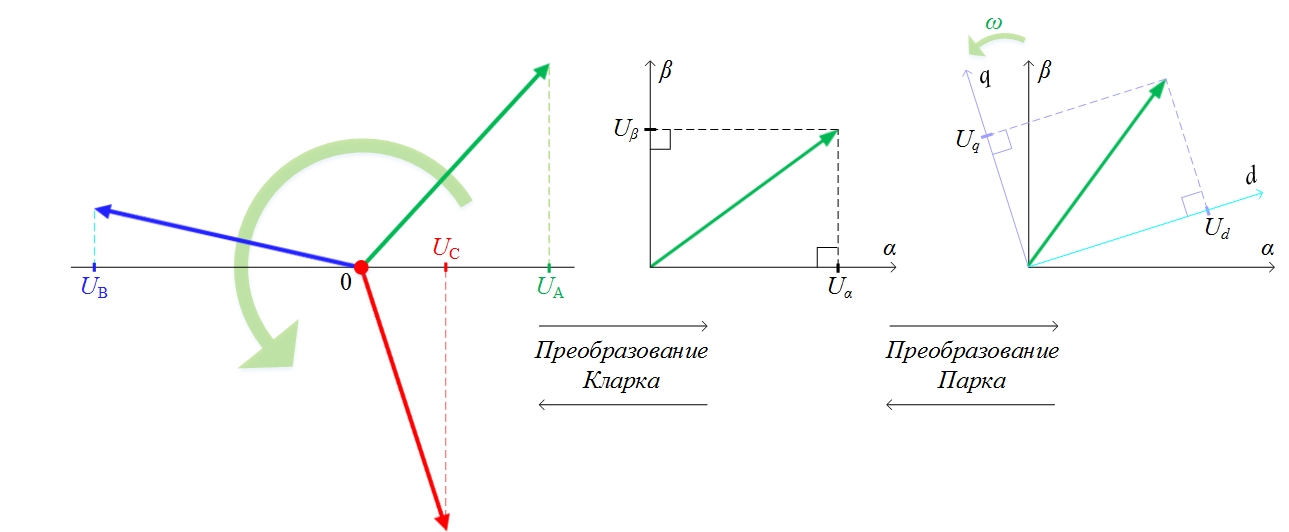 U_B
0
U_C
U_A
β
U_β
α
U_α
ω
q
β
U_q
d
U_d
α
Преобразование
Кларка
Преобразование
Парка